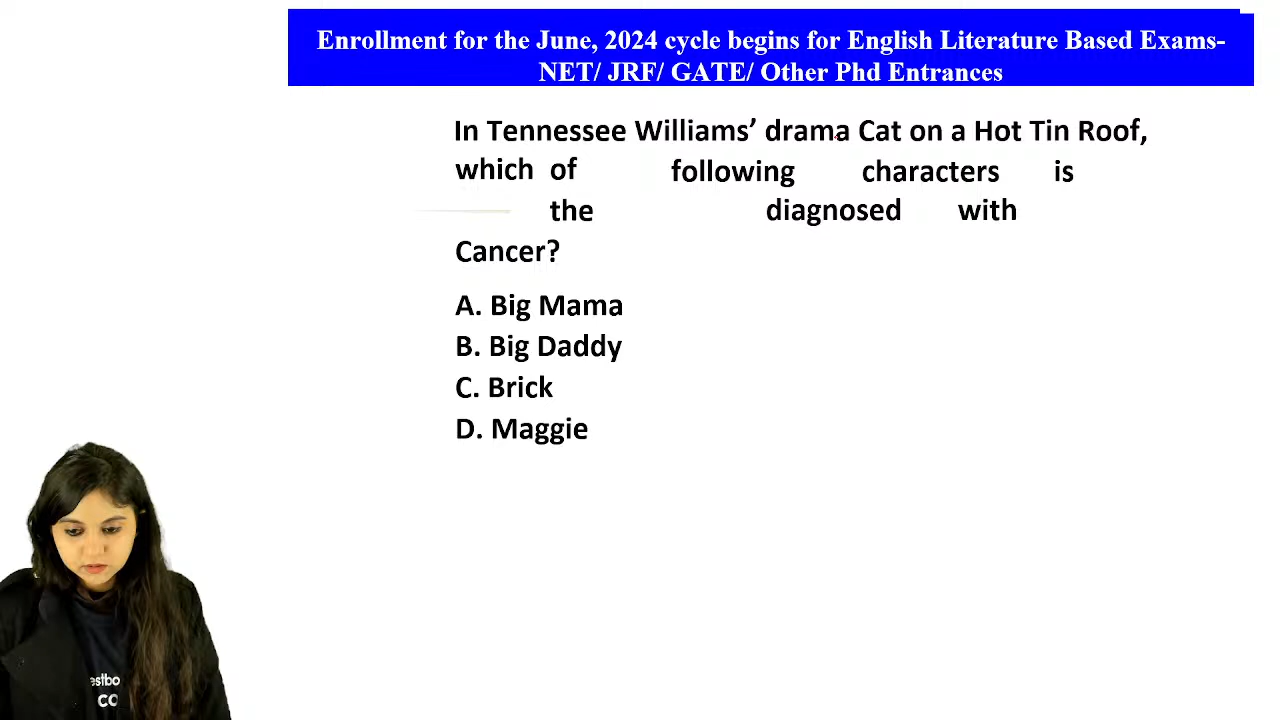 Enrollment for the June, 2024 cycle begins for English Literature Based Exams-
NET/ JRF/ GATE/ Other Phd Entrances
In Tennessee Williams’ drama Cat on a Hot Tin Roof,
which of following characters is
the diagnosed with
Cancer?
A. Big Mama
B. Big Daddy
C. Brick
D. Maggie
estbo
CO